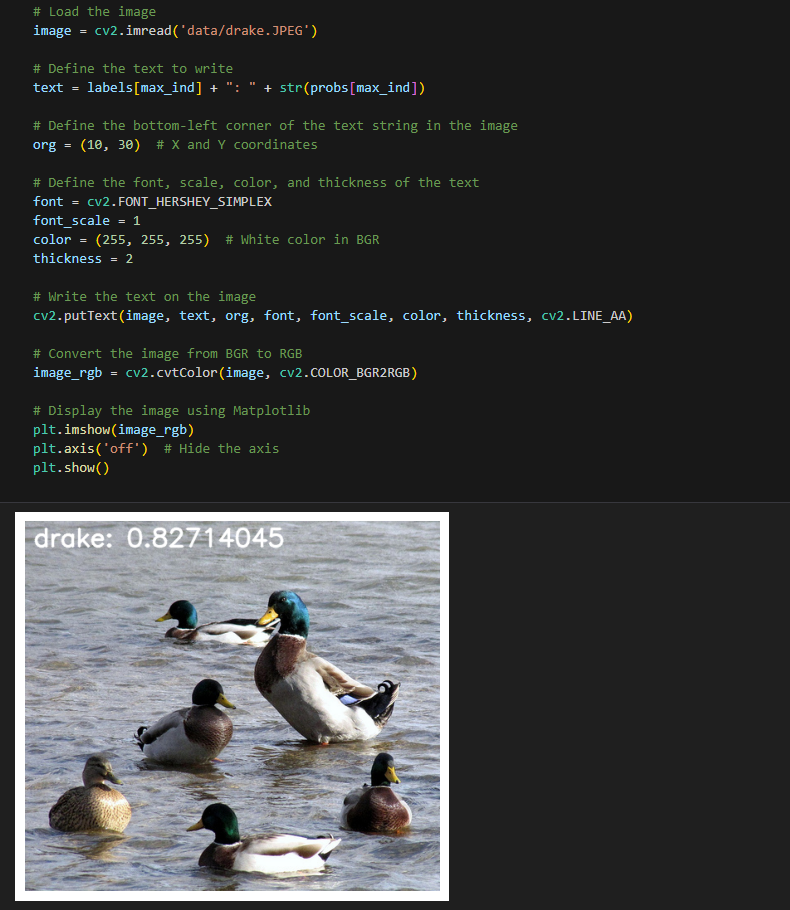 # Load the image
image = cv2.imread('data/drake.JPEG')
# Define the text to write
text = labels[max_ind] + ": " + str(probs[max_ind])
# Define the bottom-left corner of the text string in the image
org = (10, 30)  # X and Y coordinates
# Define the font, scale, color, and thickness of the text
font = cv2.FONT_HERSHEY_SIMPLEX
font_scale = 1
color = (255, 255, 255)  # White color in BGR
thickness = 2
# Write the text on the image
cv2.putText(image, text, org, font, font_scale, color, thickness, cv2.LINE_AA)
# Convert the image from BGR to RGB
image_rgb = cv2.cvtColor(image, cv2.COLOR_BGR2RGB)
# Display the image using Matplotlib
plt.imshow(image_rgb)
plt.axis('off')  # Hide the axis
plt.show()
drake: 0.82714045